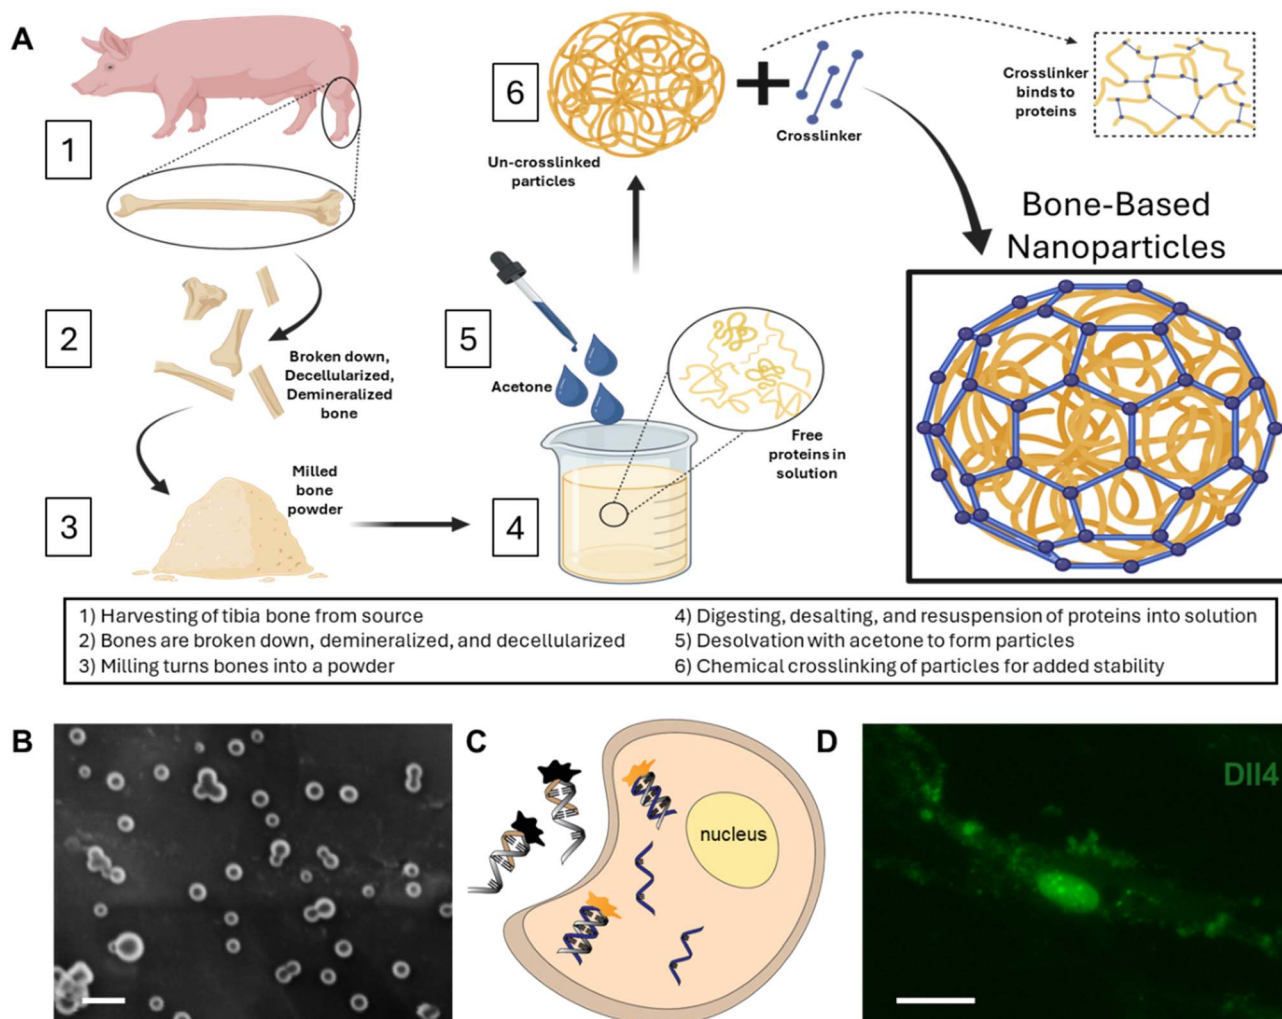 A
1
2
Broken down,
Decellularized,
Demineralized
bone
3
Milled
bone
powder
4
5
Acetone
Free
proteins in
solution
6
Un-crosslinked
particles
Crosslinker
Crosslinker
binds to
proteins
Bone-Based
Nanoparticles
1) Harvesting of tibia bone from source
2) Bones are broken down, demineralized, and decellularized
3) Milling turns bones into a powder
4) Digesting, desalting, and resuspension of proteins into solution
5) Desolvation with acetone to form particles
6) Chemical crosslinking of particles for added stability
B
C
nucleus
D
Dll4